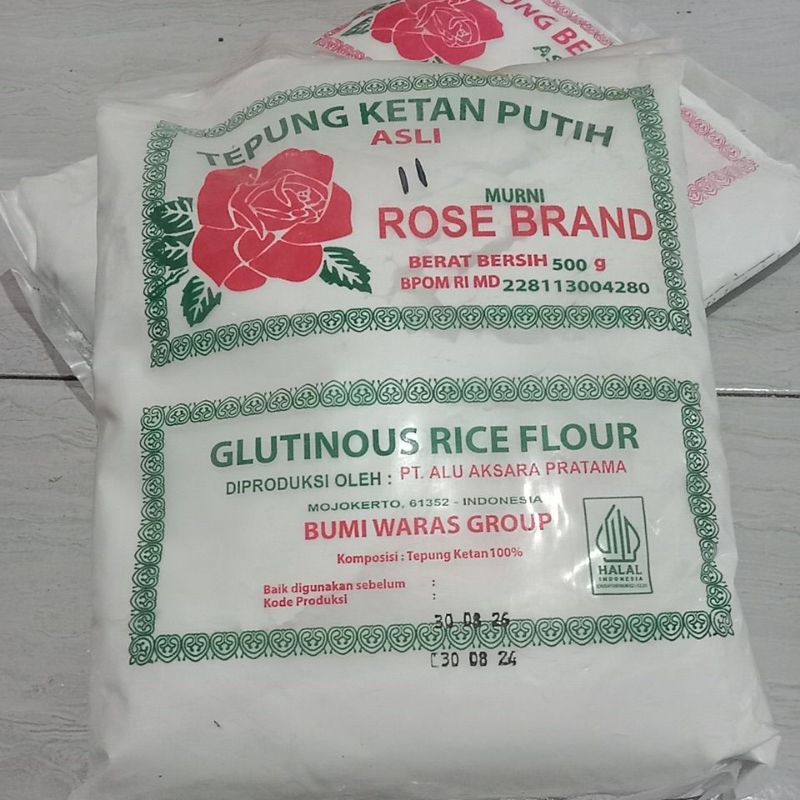 TEPUNG KETAN PUTIH
ASLI
11
MURNI
ROSE BRAND
BERAT BERSIH 500 g
BPOM RI MD 228113004280
GLUTINOUS RICE FLOUR
DIPRODUKSI OLEH : PT. ALU AKSARA PRATAMA
MOJOKERTO, 61352 - INDONESIA
BUMI WARAS GROUP
Komposisi : Tepung Ketan 100%
HALAL
INDONESIA
Baik digunakan sebelum :
Kode Produksi :
30 08 26
30 08 24